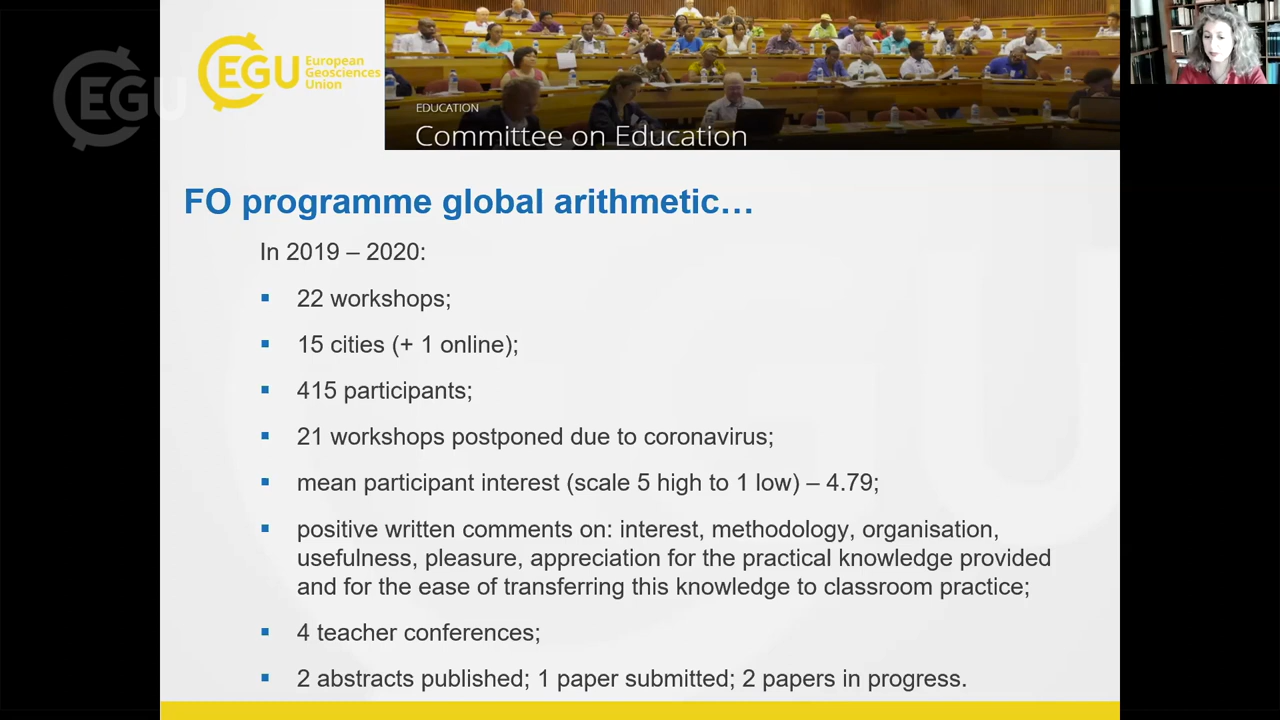 EGU
EGU
European
Geosciences
Union
EDUCATION
Committee on Education
FO programme global arithmetic…
In 2019 – 2020:
▪ 22 workshops;
▪ 15 cities (+ 1 online);
▪ 415 participants;
▪ 21 workshops postponed due to coronavirus;
▪ mean participant interest (scale 5 high to 1 low) – 4.79;
▪ positive written comments on: interest, methodology, organisation,
usefulness, pleasure, appreciation for the practical knowledge provided
and for the ease of transferring this knowledge to classroom practice;
▪ 4 teacher conferences;
▪ 2 abstracts published; 1 paper submitted; 2 papers in progress.